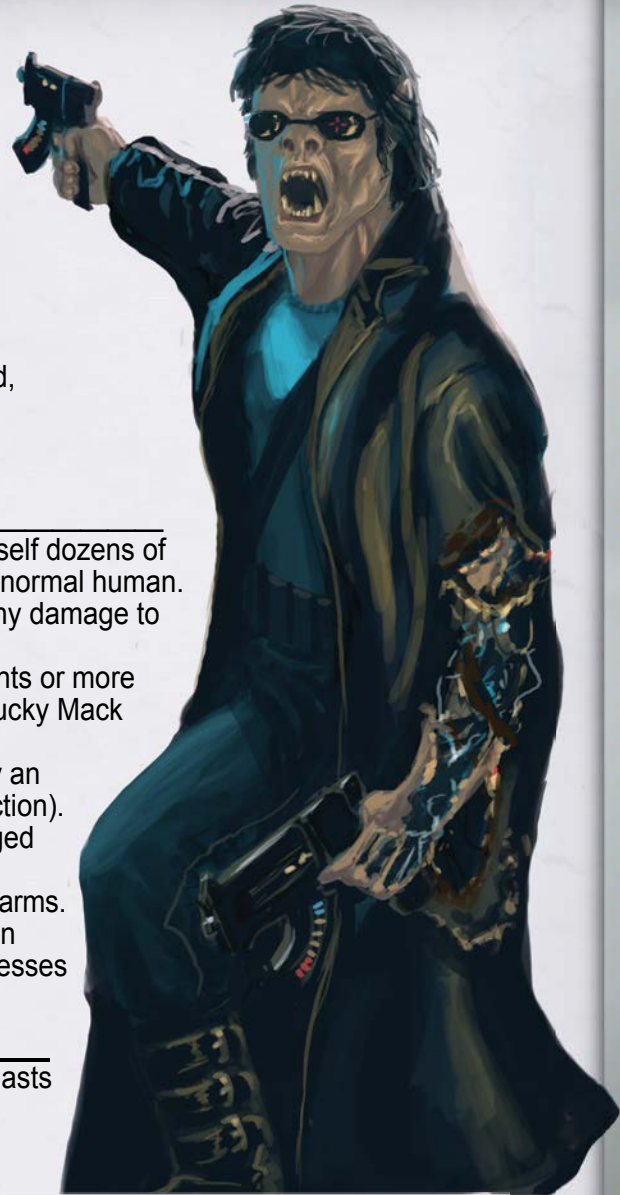 d,
self dozens of
normal human.
ny damage to
nts or more
ucky Mack
y an
ction).
ged
arms.
n
esses
asts